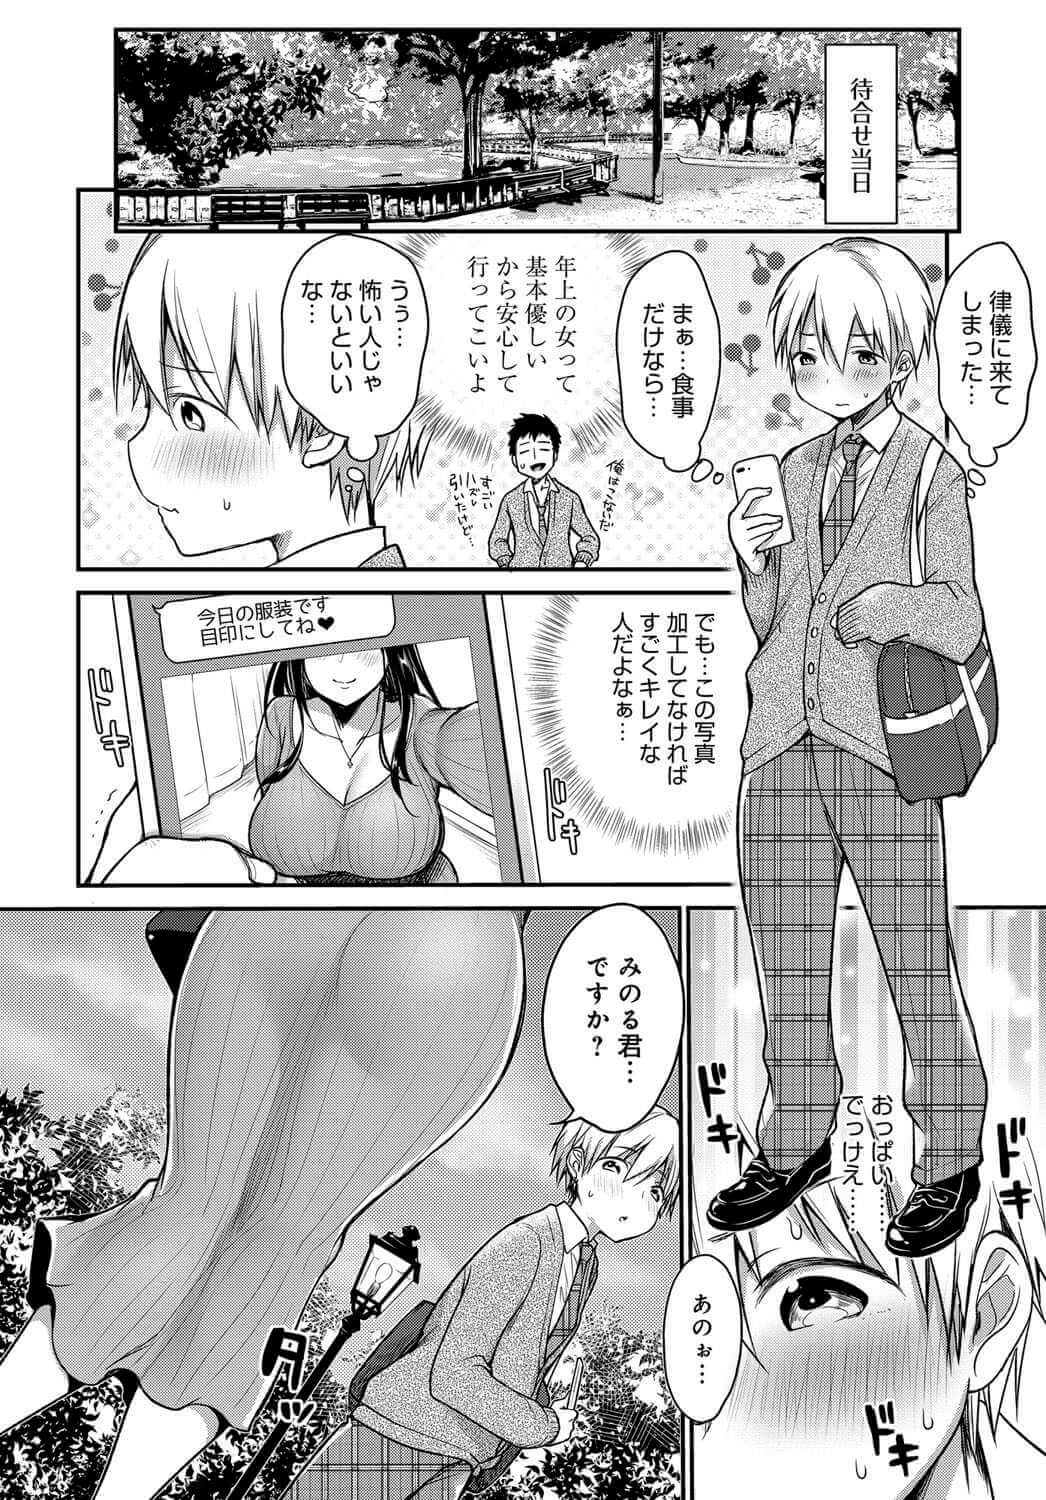 待合せ当日
律儀に来て
しまった…
まぁ…食事
だけなら…
年上の女って
基本優しい
から安心して
行ってこいよ
俺はこないだ
すごい
ハズレ
引いたけど…
うぅ…
怖い人じゃ
ないといい
な…
でも…この写真
加工してなければ
すごくキレイな
人だよなぁ…
ドキ
今日の服装です
目印にしてね♥
ドキ
おっぱい……
でっけえ……
ドキ
ドキ
あのぉ…
ドキ
みのる君…
ですか?
タッ